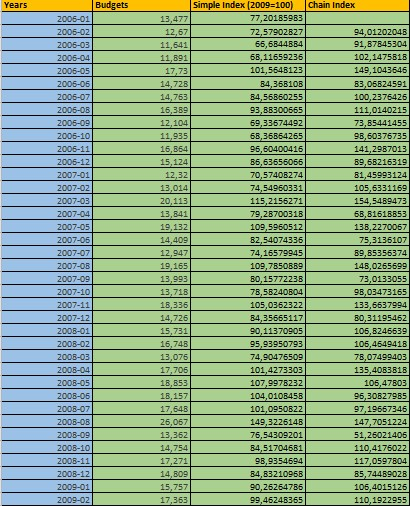 Years Budgets Simple Index (2009=100) Chain Index
2006-01 13,477 77,20185983
2006-02 12,67 72,57902827 94,01202048
2006-03 11,641 66,6844884 91,87845304
2006-04 11,891 68,11659236 102,1475818
2006-05 17,73 101,5648123 149,1043646
2006-06 14,728 84,368108 83,06824591
2006-07 14,763 84,56860255 100,2376426
2006-08 16,389 93,88300665 111,0140215
2006-09 12,104 69,33674492 73,85441455
2006-10 11,935 68,36864265 98,60376735
2006-11 16,864 96,60400416 141,2987013
2006-12 15,124 86,63656066 89,68216319
2007-01 12,32 70,57408274 81,45993124
2007-02 13,014 74,54960331 105,6331169
2007-03 20,113 115,2156271 154,5489473
2007-04 13,841 79,28700318 68,81618853
2007-05 19,132 109,5960512 138,2270067
2007-06 14,409 82,54074336 75,3136107
2007-07 12,947 74,16579945 89,85356374
2007-08 19,165 109,7850889 148,0265699
2007-09 13,993 80,15772238 73,0133055
2007-10 13,718 78,58240804 98,03473165
2007-11 18,336 105,0362322 133,6637994
2007-12 14,726 84,35665117 80,31195462
2008-01 15,731 90,11370905 106,8246639
2008-02 16,748 95,93950793 106,4649418
2008-03 13,076 74,90476509 78,07499403
2008-04 17,706 101,4273303 135,4083818
2008-05 18,853 107,9978232 106,47803
2008-06 18,157 104,0108458 96,30827985
2008-07 17,648 101,0950822 97,19667346
2008-08 26,067 149,3226148 147,7051224
2008-09 13,362 76,54309201 51,26021406
2008-10 14,754 84,51704681 110,4176022
2008-11 17,271 98,9354694 117,0597804
2008-12 14,809 84,83210968 85,74489028
2009-01 15,757 90,26264786 106,4015126
2009-02 17,363 99,46248365 110,1922955